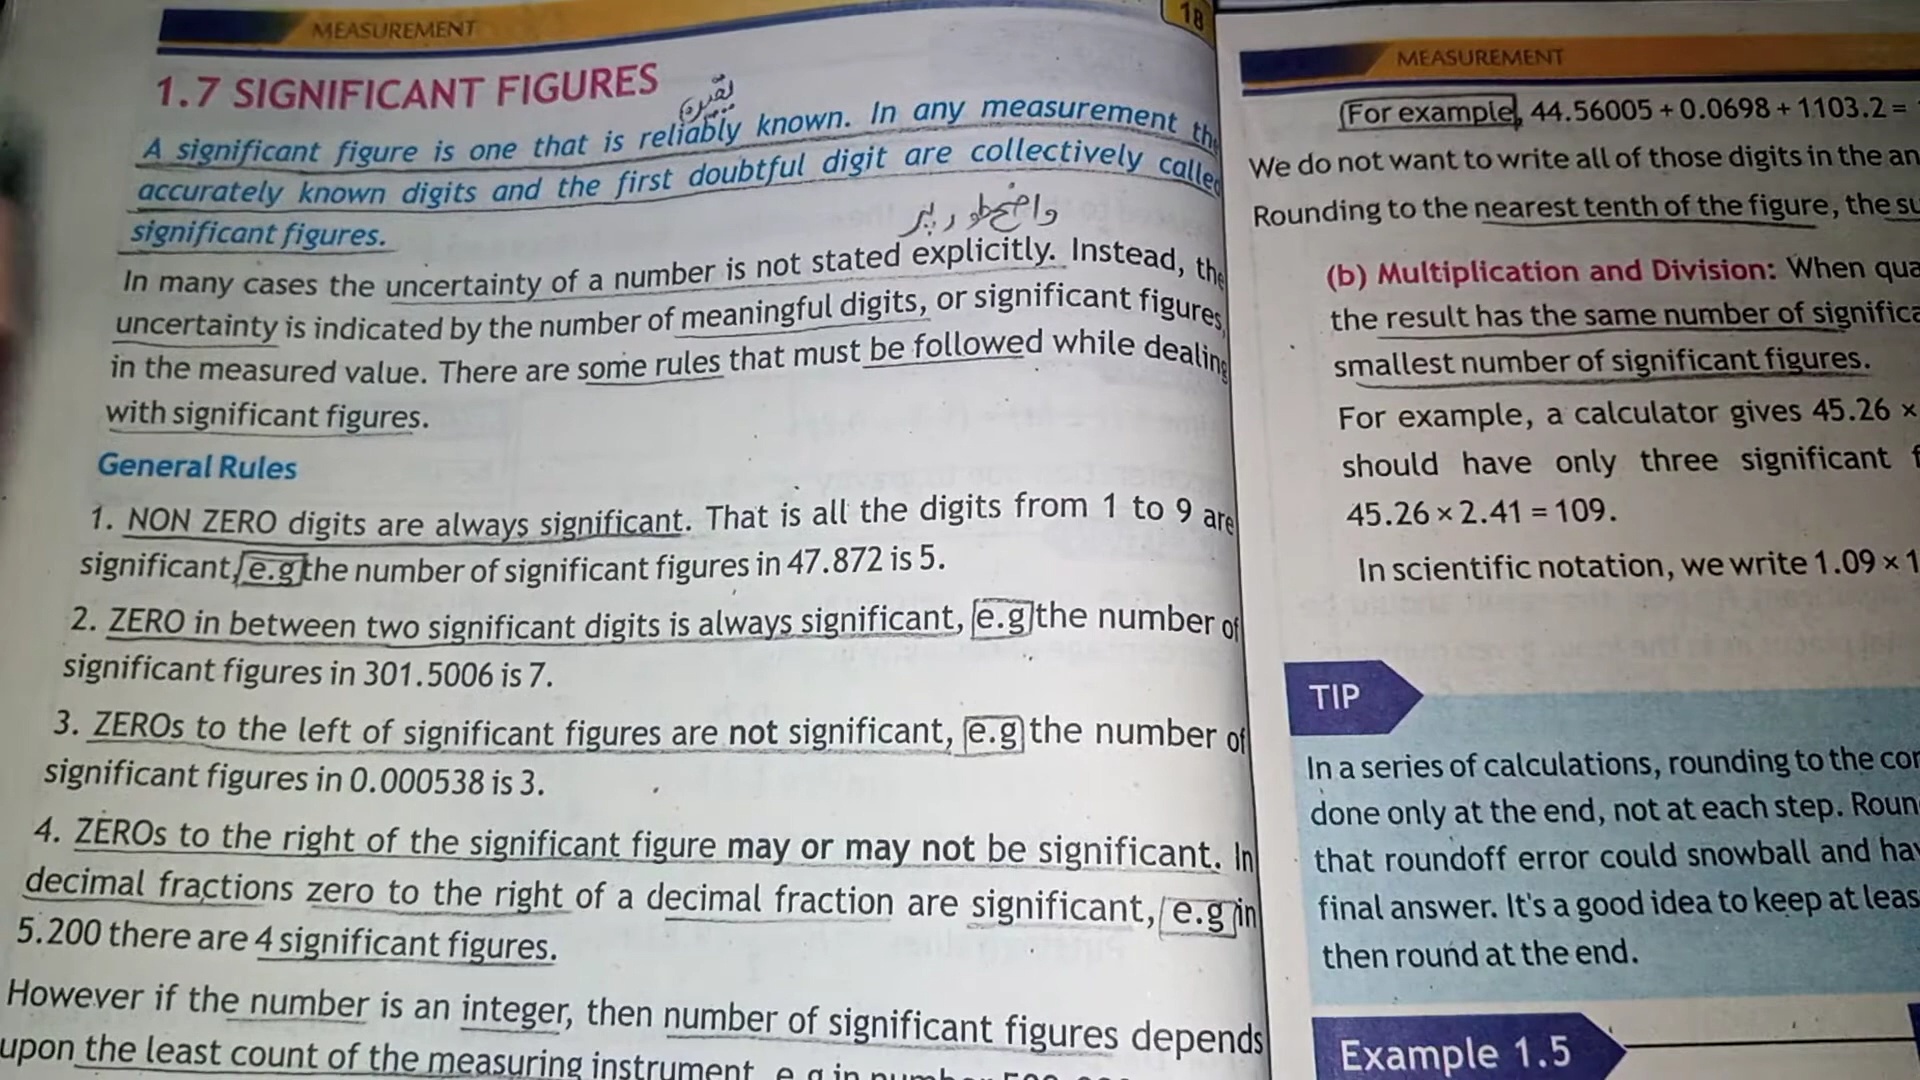 MEASUREMENT
18
1.7 SIGNIFICANT FIGURES
یقین
A significant figure is one that is reliably known. In any measurement the
accurately known digits and the first doubtful digit are collectively called
significant figures.
واضح طور پر
In many cases the uncertainty of a number is not stated explicitly. Instead, the
uncertainty is indicated by the number of meaningful digits, or significant figures,
in the measured value. There are some rules that must be followed while dealing
with significant figures.
General Rules
1. NON ZERO digits are always significant. That is all the digits from 1 to 9 are
significant, e.g the number of significant figures in 47.872 is 5.
2. ZERO in between two significant digits is always significant, e.g the number of
significant figures in 301.5006 is 7.
3. ZEROs to the left of significant figures are not significant, e.g the number of
significant figures in 0.000538 is 3.
4. ZEROs to the right of the significant figure may or may not be significant. In
decimal fractions zero to the right of a decimal fraction are significant, e.g in
5.200 there are 4 significant figures.
However if the number is an integer, then number of significant figures depends
upon the least count of the measuring instrument, e.g in
MEASUREMENT
For example, 44.56005 + 0.0698 + 1103.2 =
We do not want to write all of those digits in the an
Rounding to the nearest tenth of the figure, the su
(b) Multiplication and Division: When qua
the result has the same number of significa
smallest number of significant figures.
For example, a calculator gives 45.26 ×
should have only three significant f
45.26 × 2.41 = 109.
In scientific notation, we write 1.09 × 1
TIP
In a series of calculations, rounding to the cor
done only at the end, not at each step. Roun
that roundoff error could snowball and hav
final answer. It's a good idea to keep at leas
then round at the end.
Example 1.5